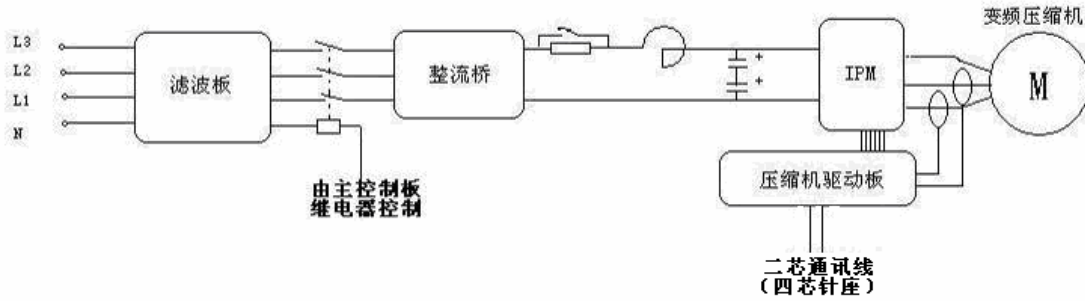 变频压缩机
L3
L2
L1
N
滤波板
整流桥
IPM
M
+
+
压缩机驱动板
由主控制板
继电器控制
二芯通讯线
(四芯针座)